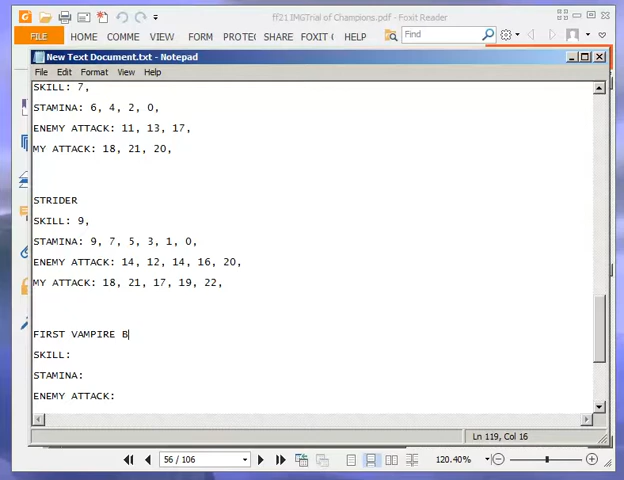 ff21 IMGTrial of Champions.pdf - Foxit Reader
FILE HOME COMME VIEW FORM PROTE SHARE FOXIT C HELP Find
New Text Document.txt - Notepad
File Edit Format View Help
SKILL: 7,
STAMINA: 6, 4, 2, 0,
ENEMY ATTACK: 11, 13, 17,
MY ATTACK: 18, 21, 20,
STRIDER
SKILL: 9,
STAMINA: 9, 7, 5, 3, 1, 0,
ENEMY ATTACK: 14, 12, 14, 16, 20,
MY ATTACK: 18, 21, 17, 19, 22,
FIRST VAMPIRE B
SKILL:
STAMINA:
ENEMY ATTACK:
Ln 119, Col 16
56 / 106 120.40%